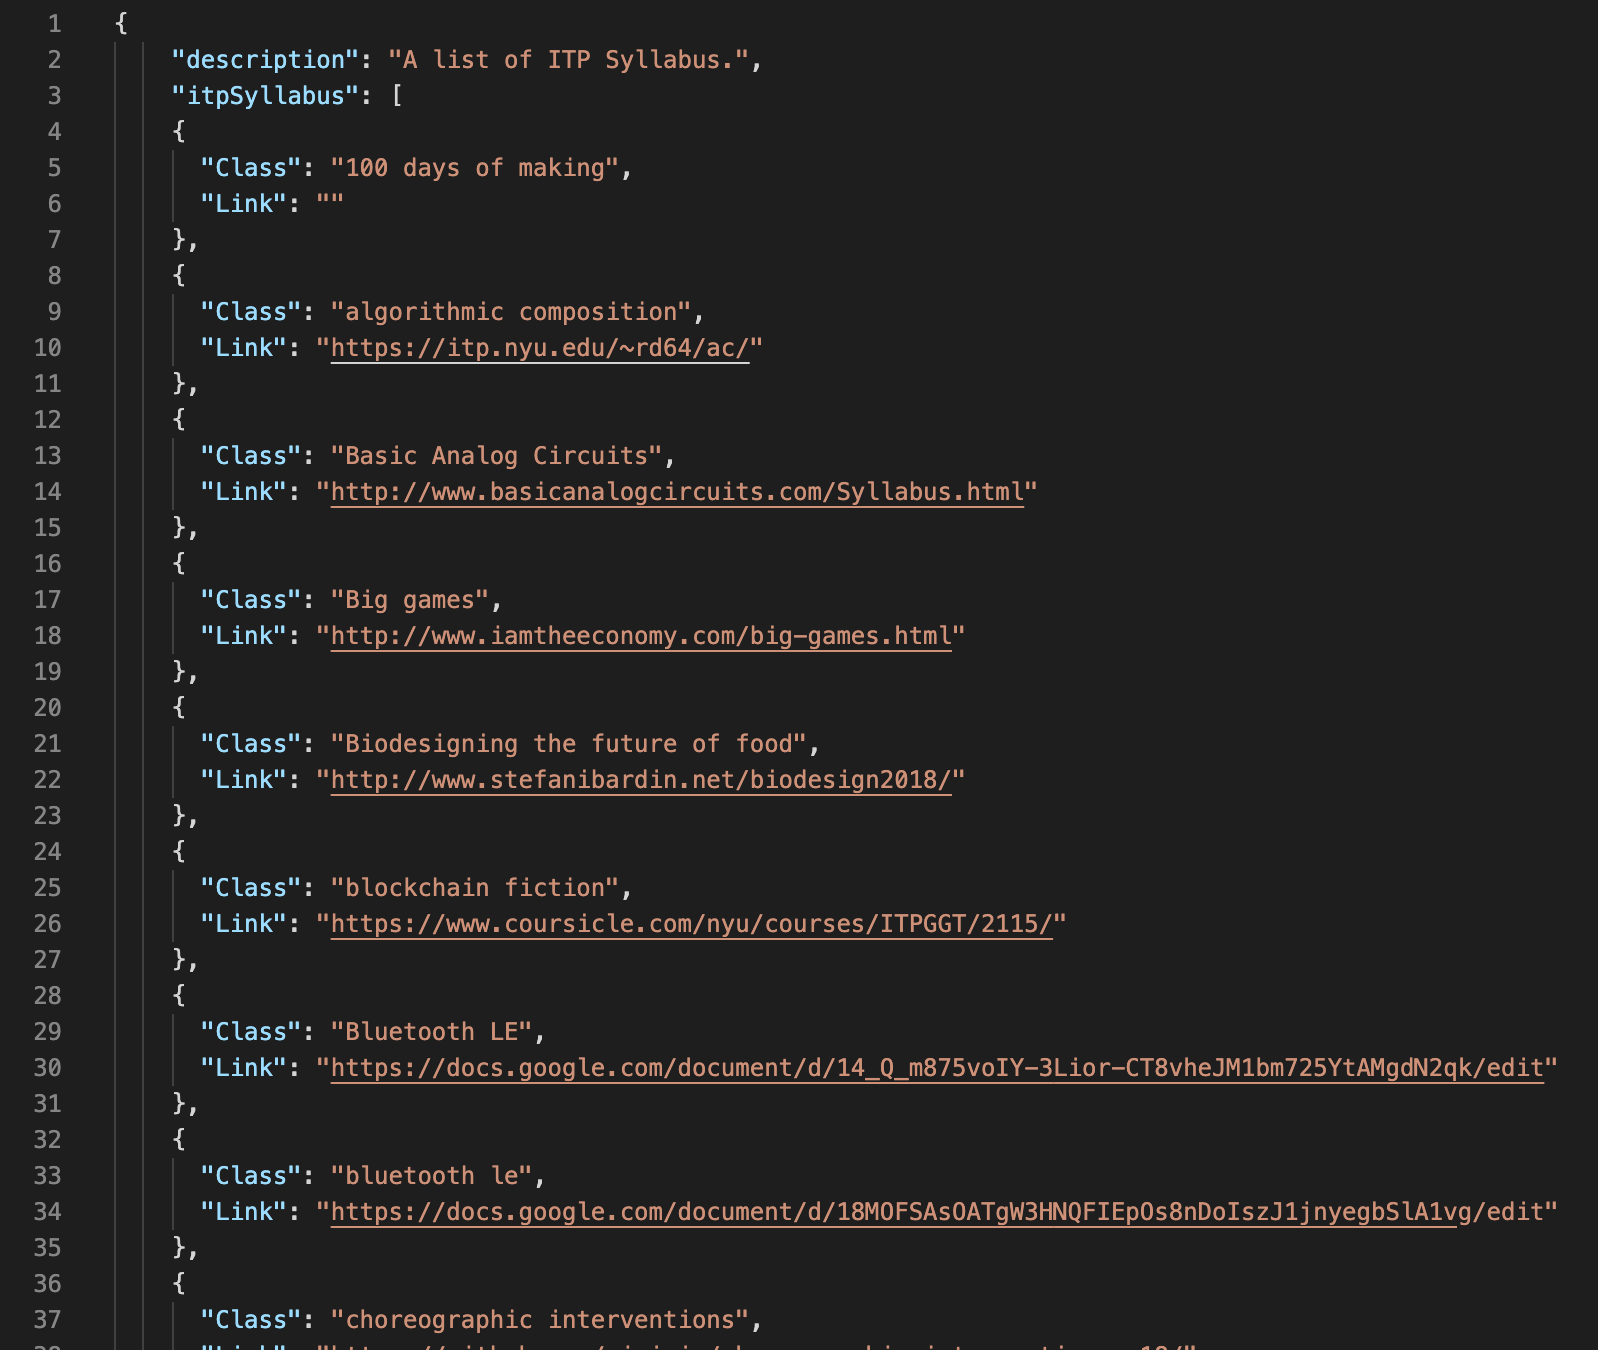 1 {
2 "description": "A list of ITP Syllabus.",
3 "itpSyllabus": [
4 {
5 "Class": "100 days of making",
6 "Link": ""
7 },
8 {
9 "Class": "algorithmic composition",
10 "Link": "https://itp.nyu.edu/~rd64/ac/"
11 },
12 {
13 "Class": "Basic Analog Circuits",
14 "Link": "http://www.basicanalogcircuits.com/Syllabus.html"
15 },
16 {
17 "Class": "Big games",
18 "Link": "http://www.iamtheeconomy.com/big-games.html"
19 },
20 {
21 "Class": "Biodesigning the future of food",
22 "Link": "http://www.stefanibardin.net/biodesign2018/"
23 },
24 {
25 "Class": "blockchain fiction",
26 "Link": "https://www.coursicle.com/nyu/courses/ITPGGT/2115/"
27 },
28 {
29 "Class": "Bluetooth LE",
30 "Link": "https://docs.google.com/document/d/14_Q_m875voIY-3Lior-CT8vheJM1bm725YtAMgdN2qk/edit"
31 },
32 {
33 "Class": "bluetooth le",
34 "Link": "https://docs.google.com/document/d/18MOFSAsOATgW3HNQFIEpOs8nDoIszJ1jnyegbSlA1vg/edit"
35 },
36 {
37 "Class": "choreographic interventions",